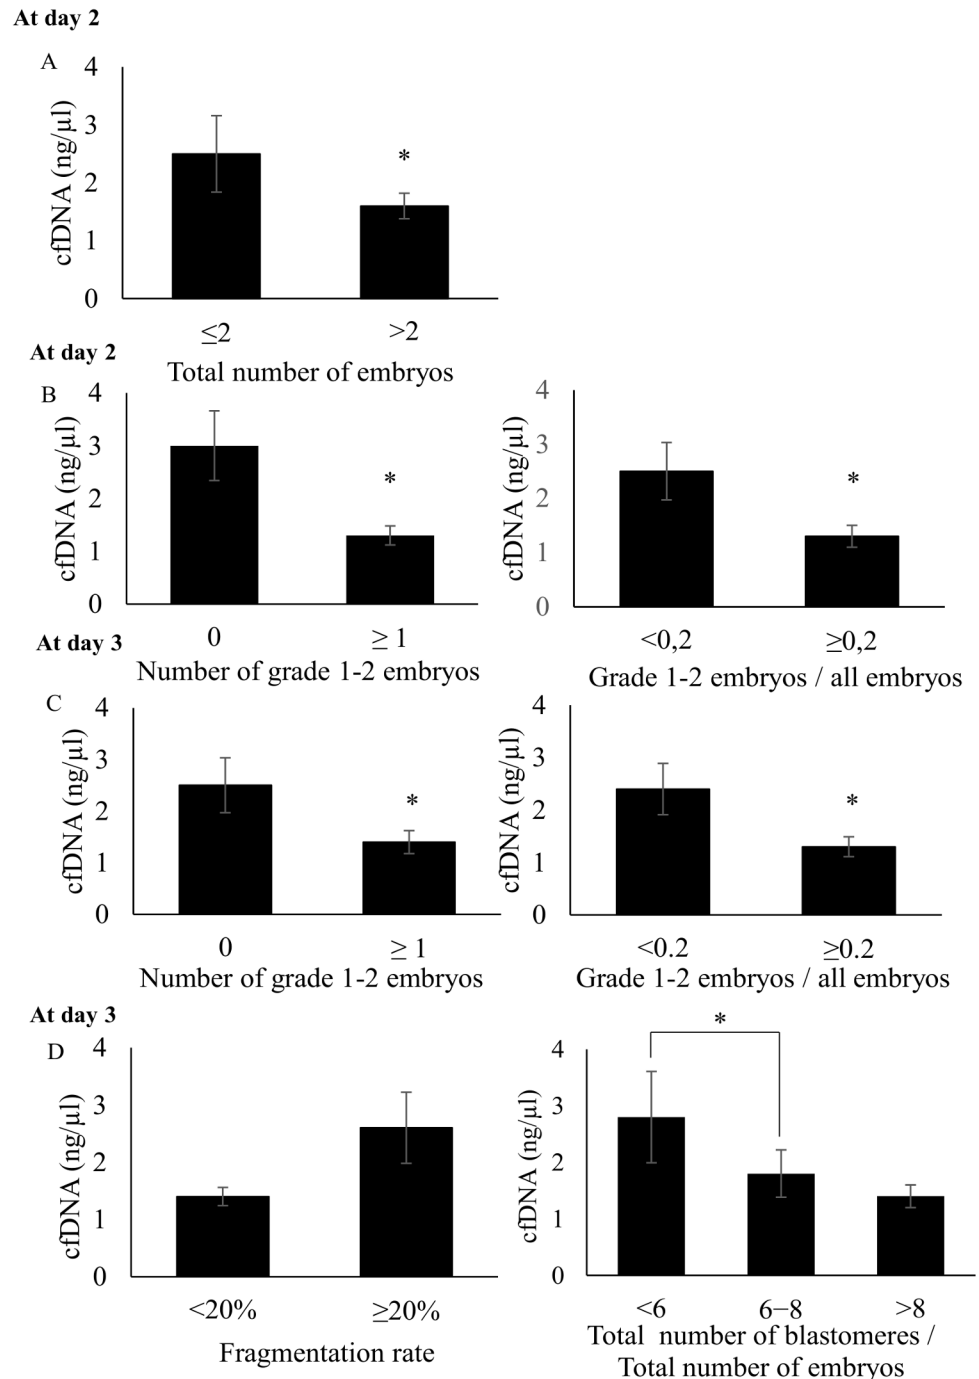 At day 2
A
cfDNA (ng/µl)
4
3
2
1
0
*
≤2 >2
Total number of embryos
At day 2
B
cfDNA (ng/µl)
4
3
2
1
0
*
0 ≥ 1
Number of grade 1-2 embryos
cfDNA (ng/µl)
4
3
2
1
0
*
<0,2 ≥0,2
Grade 1-2 embryos / all embryos
At day 3
C
cfDNA (ng/µl)
4
3
2
1
0
*
0 ≥ 1
Number of grade 1-2 embryos
cfDNA (ng/µl)
4
3
2
1
0
*
<0.2 ≥0.2
Grade 1-2 embryos / all embryos
At day 3
D
cfDNA (ng/µl)
4
3
2
1
0
<20% ≥20%
Fragmentation rate
cfDNA (ng/µl)
4
3
2
1
0
*
<6 6−8 >8
Total number of blastomeres /
Total number of embryos